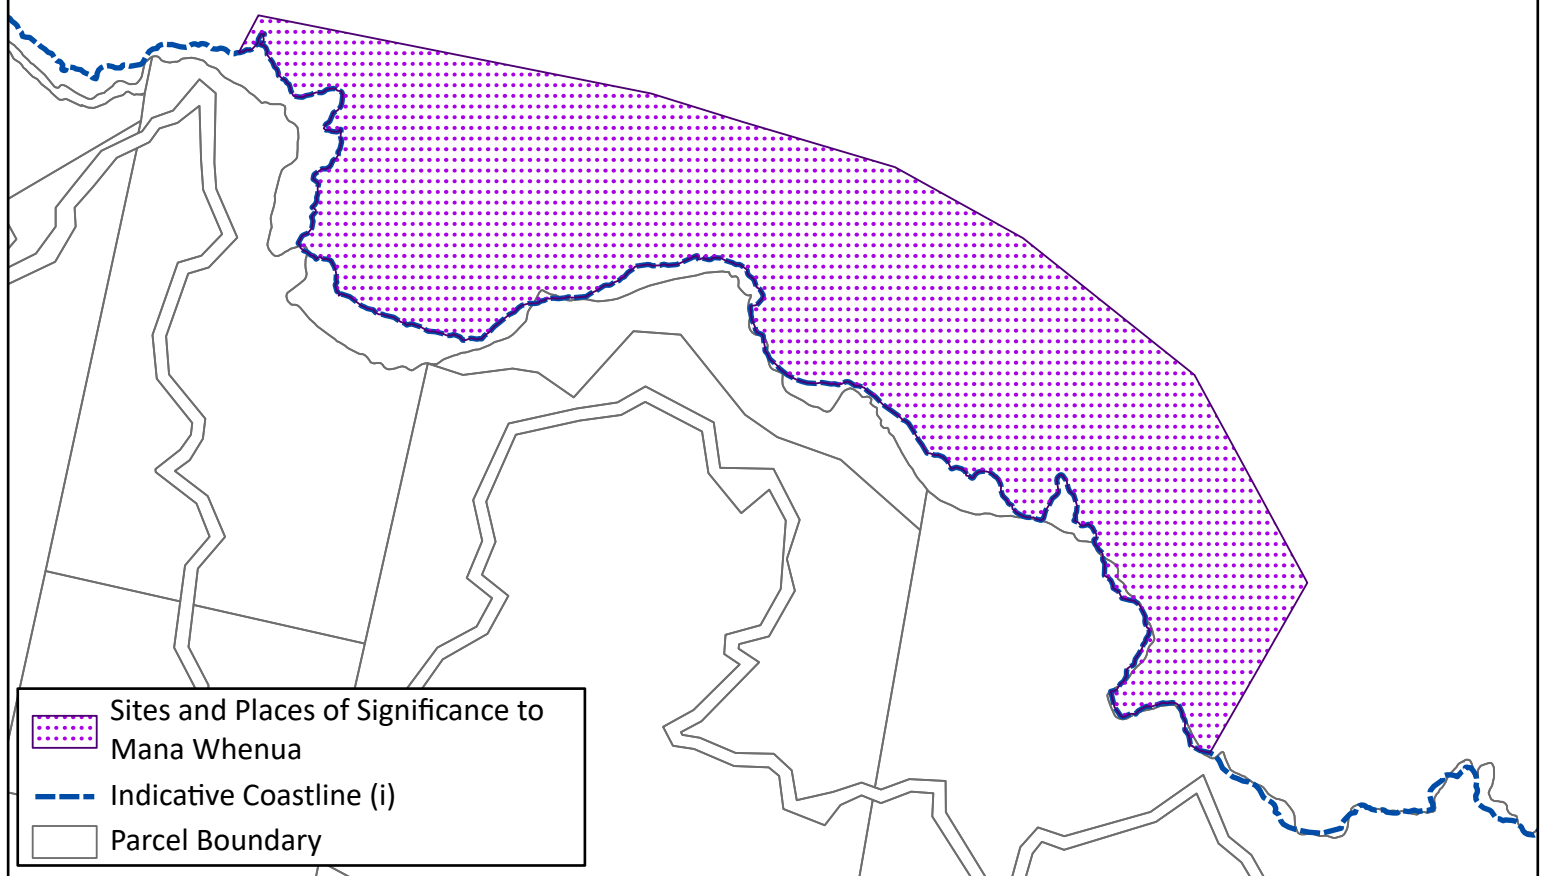 Sites and Places of Significance to
Mana Whenua
Indicative Coastline (i)
Parcel Boundary